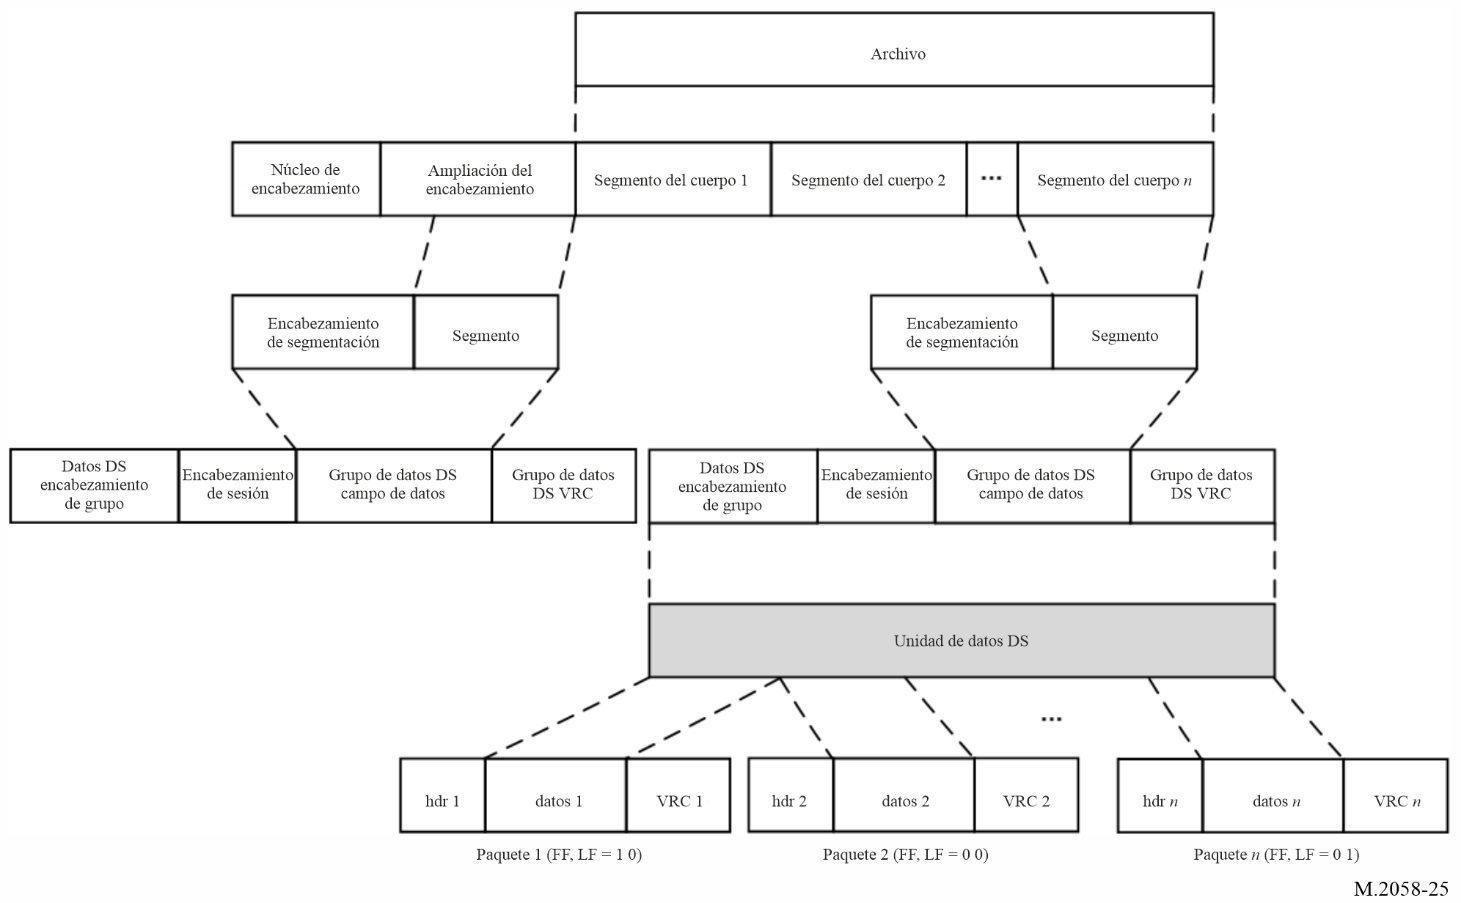 Archivo
Núcleo de
encabezamiento
Ampliación del
encabezamiento
Segmento del cuerpo 1
Segmento del cuerpo 2
...
Segmento del cuerpo n
Encabezamiento
de segmentación
Segmento
Encabezamiento
de segmentación
Segmento
Datos DS
encabezamiento
de grupo
Encabezamiento
de sesión
Grupo de datos DS
campo de datos
Grupo de datos
DS VRC
Datos DS
encabezamiento
de grupo
Encabezamiento
de sesión
Grupo de datos DS
campo de datos
Grupo de datos
DS VRC
Unidad de datos DS
...
hdr 1
datos 1
VRC 1
hdr 2
datos 2
VRC 2
hdr n
datos n
VRC n
Paquete 1 (FF, LF = 1 0)
Paquete 2 (FF, LF = 0 0)
Paquete n (FF, LF = 0 1)
M.2058-25